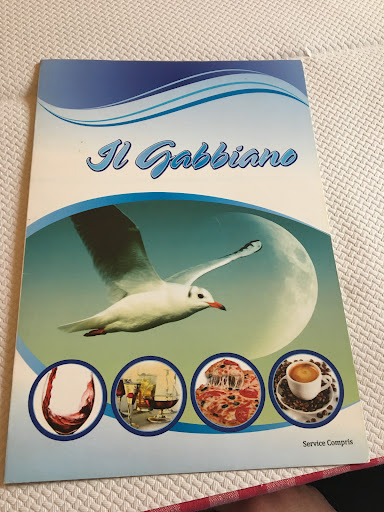 Il Gabbiano
Service Compris